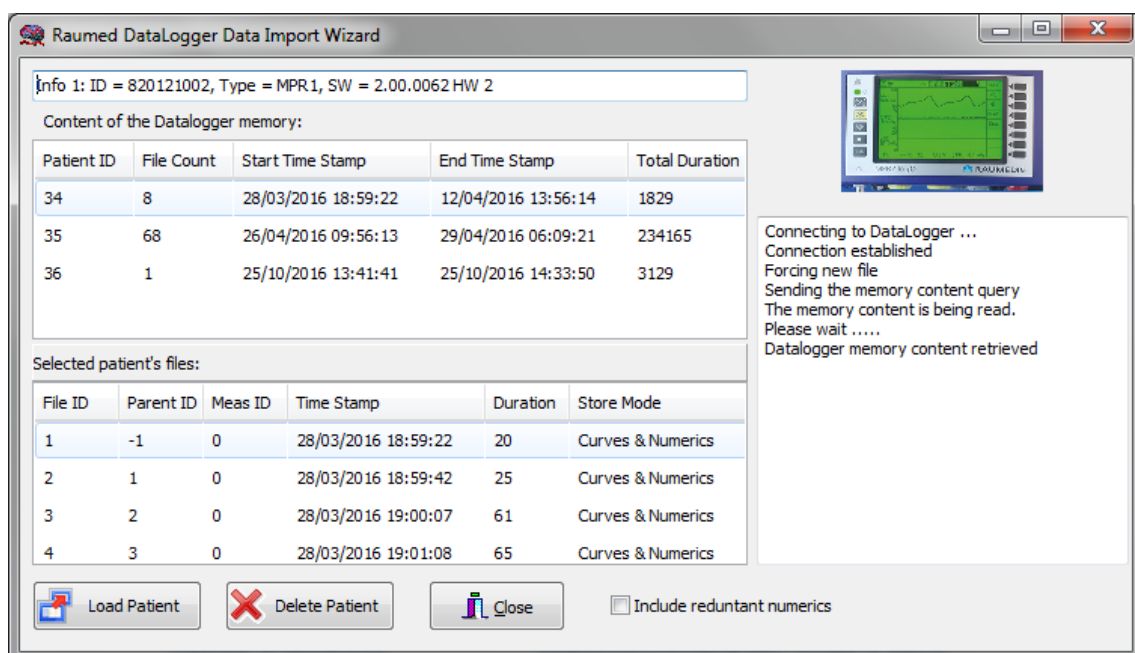 Raumed DataLogger Data Import Wizard
Info 1: ID = 820121002, Type = MPR1, SW = 2.00.0062 HW 2
Content of the Datalogger memory:
Patient ID File Count Start Time Stamp End Time Stamp Total Duration
34 8 28/03/2016 18:59:22 12/04/2016 13:56:14 1829
35 68 26/04/2016 09:56:13 29/04/2016 06:09:21 234165
36 1 25/10/2016 13:41:41 25/10/2016 14:33:50 3129
Selected patient's files:
File ID Parent ID Meas ID Time Stamp Duration Store Mode
1 -1 0 28/03/2016 18:59:22 20 Curves & Numerics
2 1 0 28/03/2016 18:59:42 25 Curves & Numerics
3 2 0 28/03/2016 19:00:07 61 Curves & Numerics
4 3 0 28/03/2016 19:01:08 65 Curves & Numerics
RAUMEDIC
Connecting to DataLogger ...
Connection established
Forcing new file
Sending the memory content query
The memory content is being read.
Please wait .....
Datalogger memory content retrieved
Load Patient
Delete Patient
Close
Include reduntant numerics